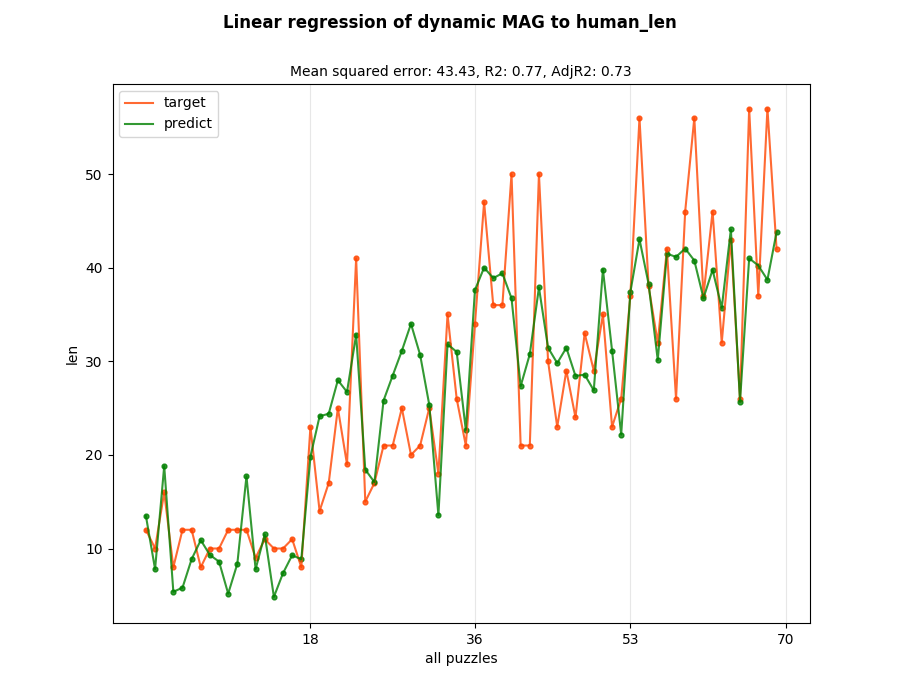 Linear regression of dynamic MAG to human_len
Mean squared error: 43.43, R2: 0.77, AdjR2: 0.73
target
predict
len
50
40
30
20
10
18 36 53 70
all puzzles